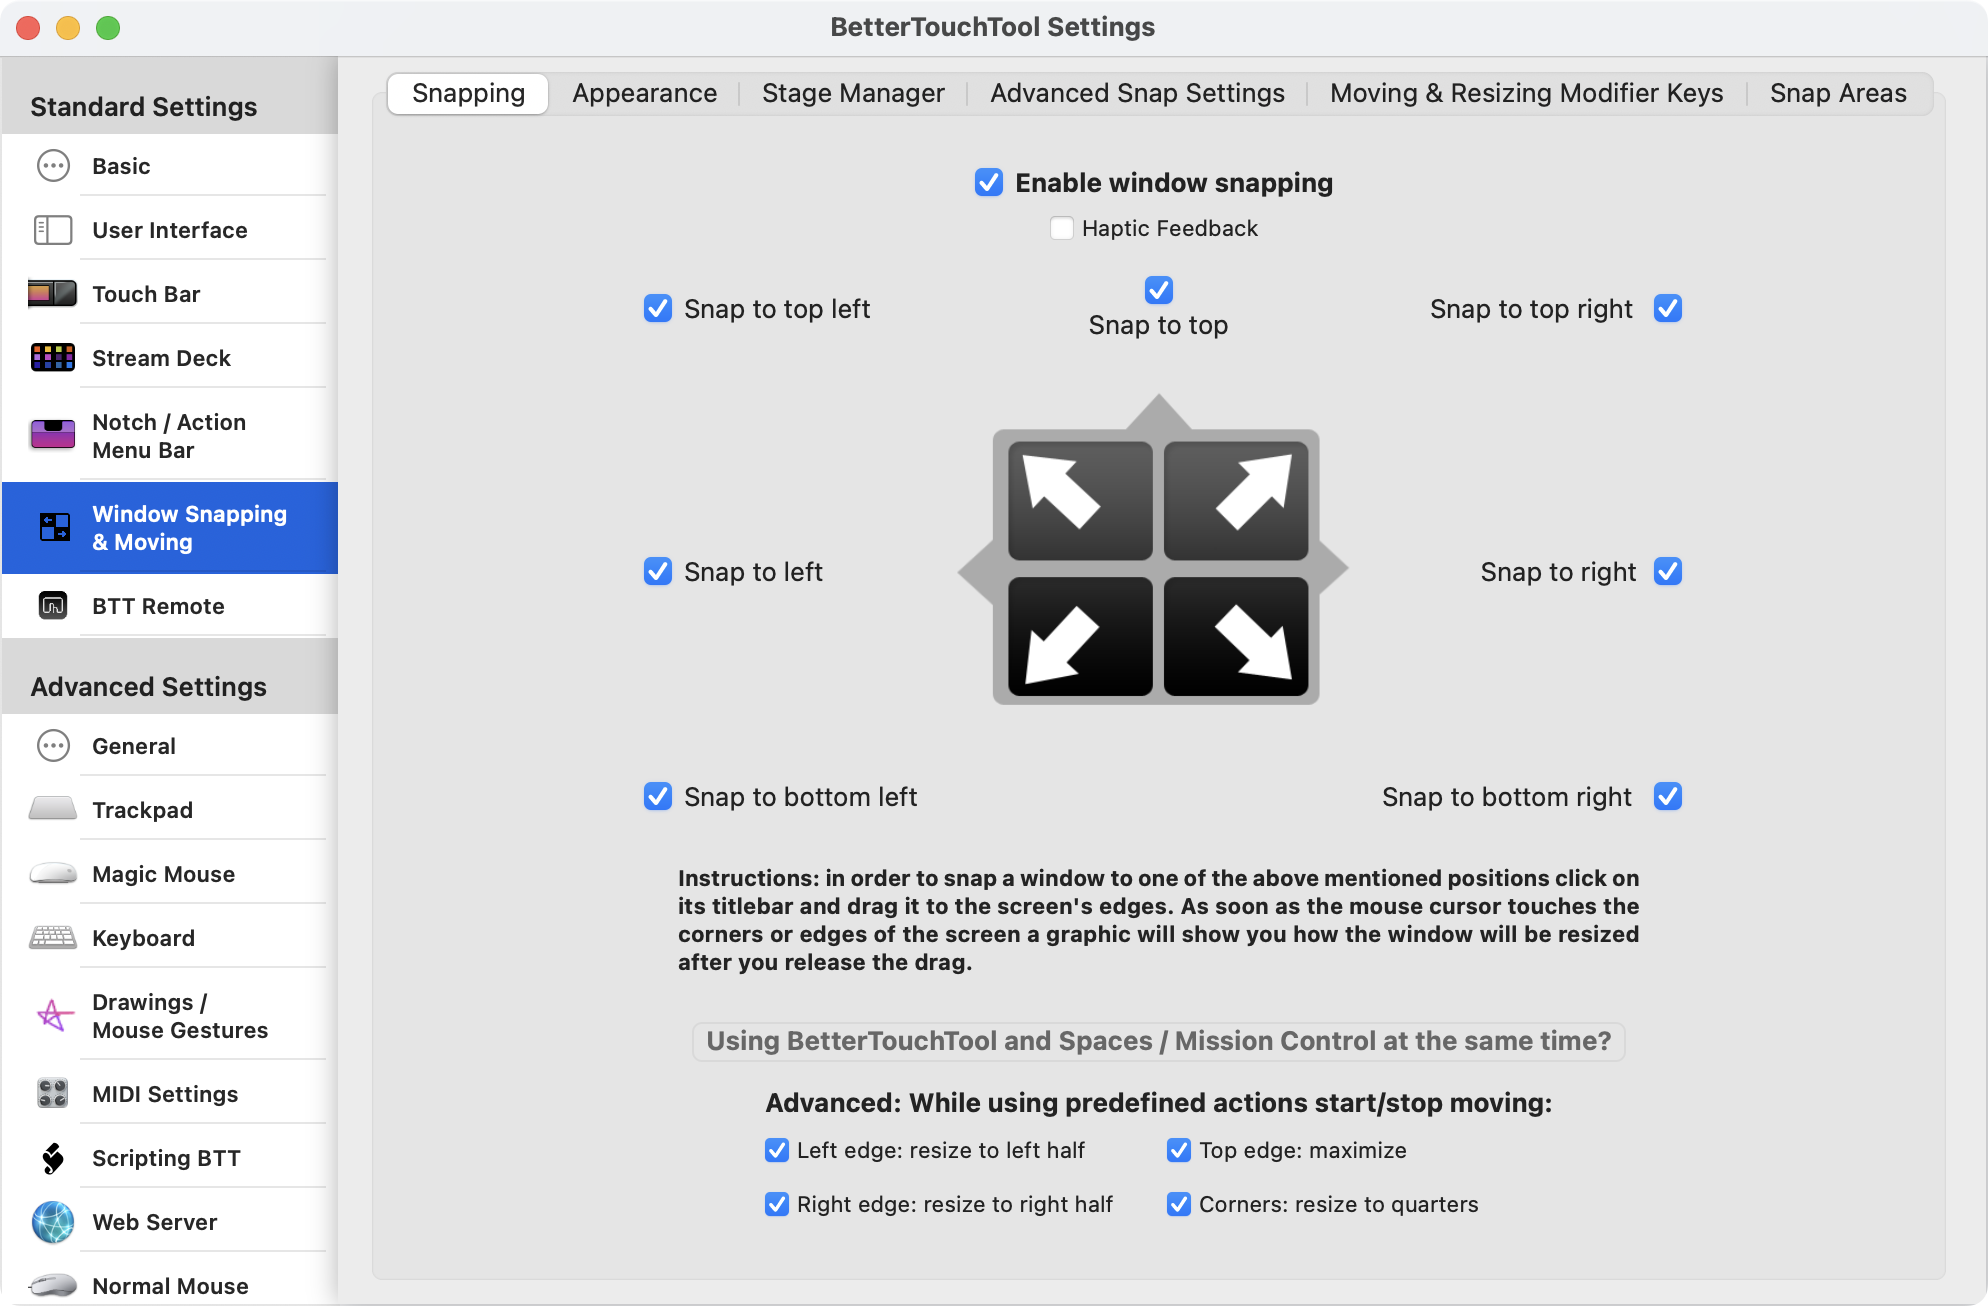 BetterTouchTool Settings
Standard Settings
Basic
User Interface
Touch Bar
Stream Deck
Notch / Action
Menu Bar
Window Snapping
& Moving
BTT Remote
Advanced Settings
General
Trackpad
Magic Mouse
Keyboard
Drawings /
Mouse Gestures
MIDI Settings
Scripting BTT
Web Server
Normal Mouse
Snapping
Appearance
Stage Manager
Advanced Snap Settings
Moving & Resizing Modifier Keys
Snap Areas
Enable window snapping
Haptic Feedback
Snap to top left
Snap to top
Snap to top right
Snap to left
Snap to right
Snap to bottom left
Snap to bottom right
Instructions: in order to snap a window to one of the above mentioned positions click on
its titlebar and drag it to the screen's edges. As soon as the mouse cursor touches the
corners or edges of the screen a graphic will show you how the window will be resized
after you release the drag.
Using BetterTouchTool and Spaces / Mission Control at the same time?
Advanced: While using predefined actions start/stop moving:
Left edge: resize to left half
Top edge: maximize
Right edge: resize to right half
Corners: resize to quarters